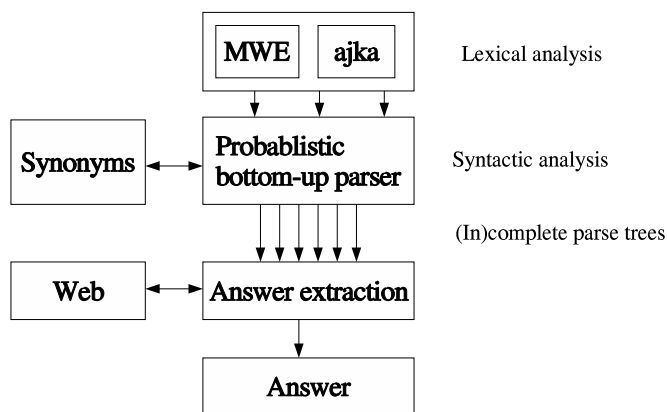 MWE ajka Lexical analysis
Synonyms Probablistic bottom-up parser Syntactic analysis
(In)complete parse trees
Web Answer extraction
Answer